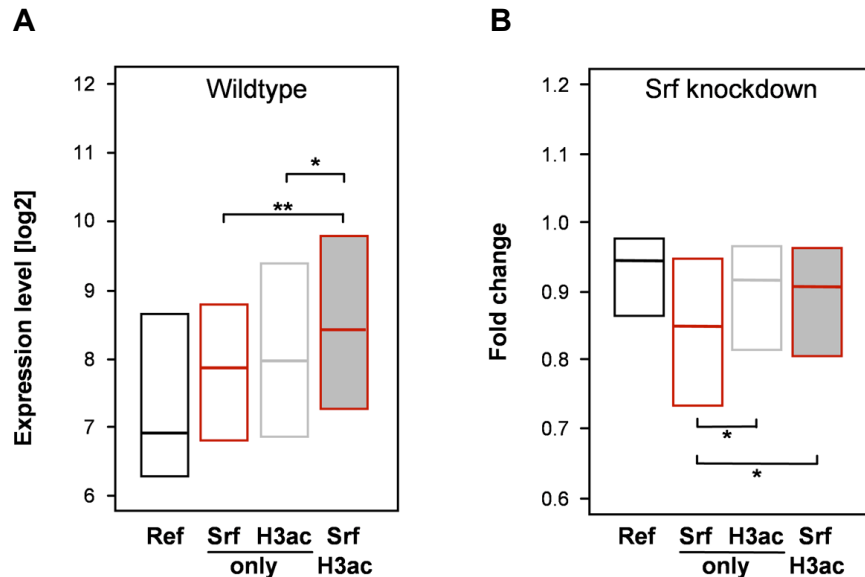 A
Wildtype
Expression level [log2]
12
11
10
9
8
7
6
*
**
Ref Srf H3ac Srf
only H3ac
B
Srf knockdown
Fold change
1.2
1.1
1.0
0.9
0.8
0.7
0.6
*
*
Ref Srf H3ac Srf
only H3ac